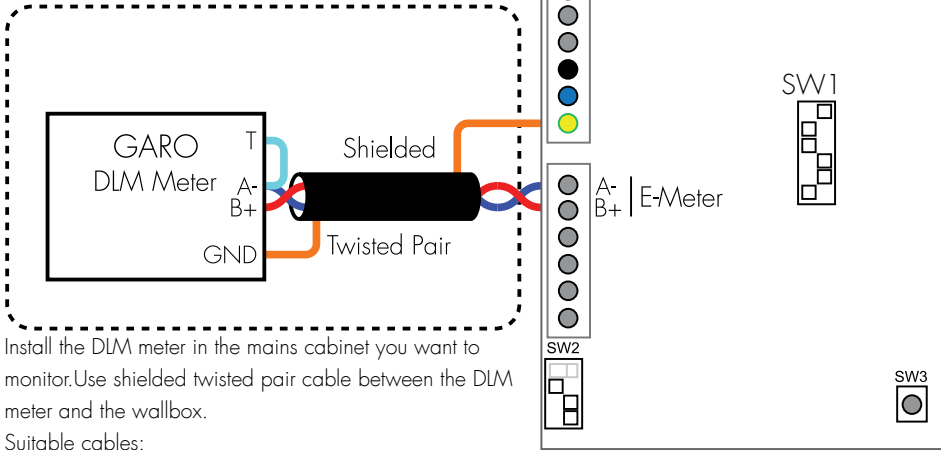 SW1
GARO
DLM Meter
T
A-
B+
GND
Shielded
Twisted Pair
A-
B+
E-Meter
SW2
SW3
Install the DLM meter in the mains cabinet you want to
monitor.Use shielded twisted pair cable between the DLM
meter and the wallbox.
Suitable cables: